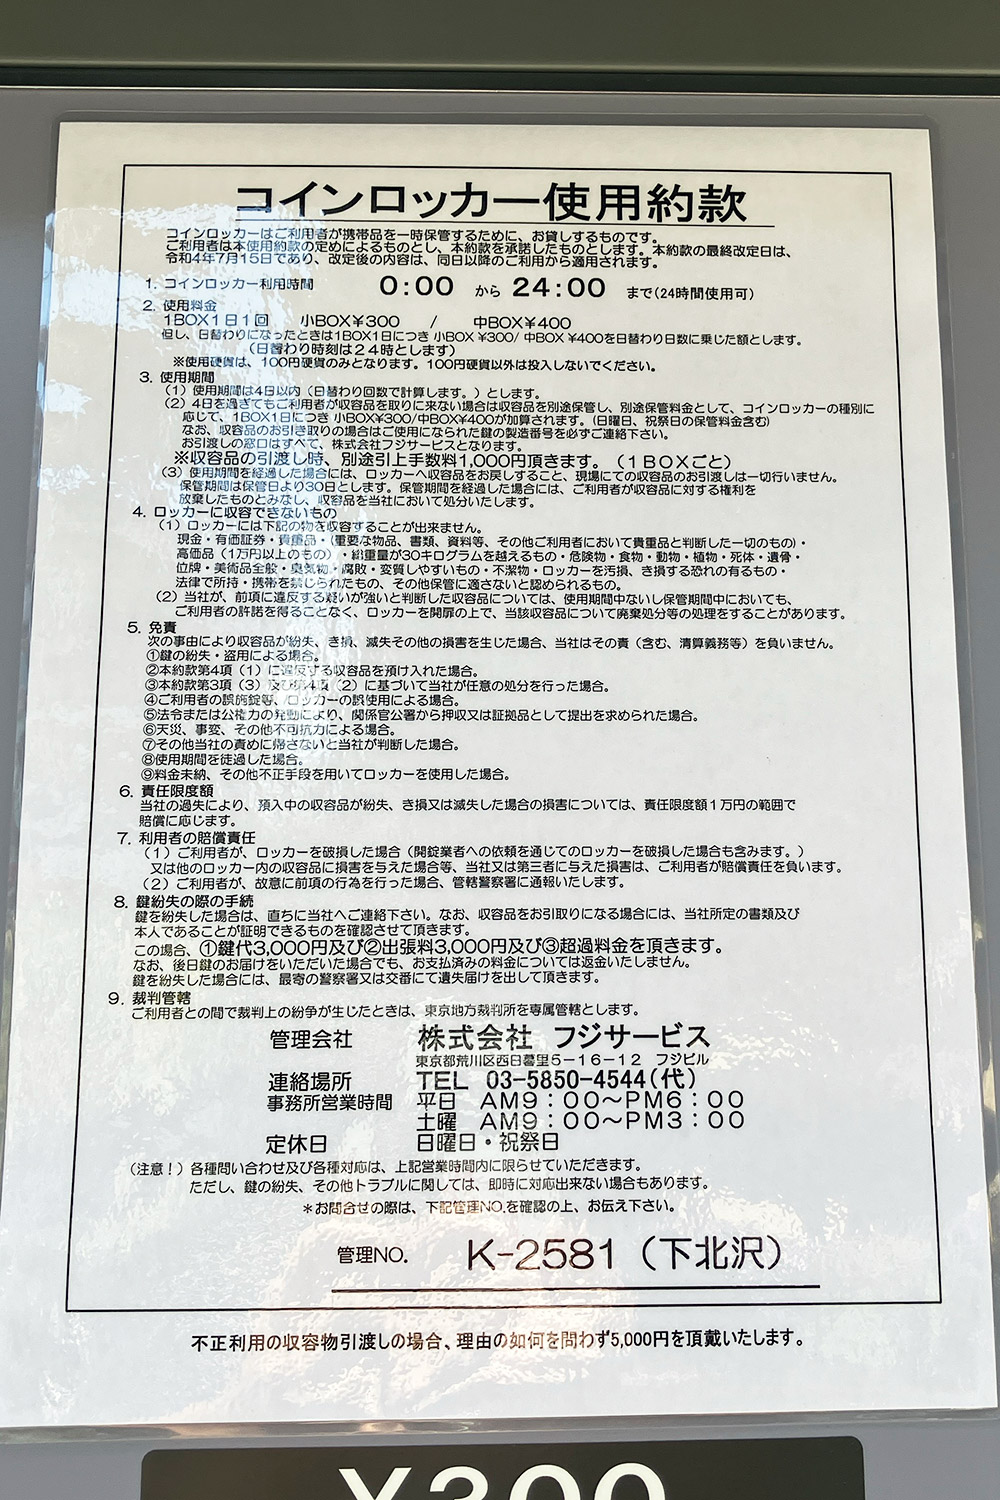 コインロッカー使用約款
コインロッカーはご利用者が携帯品を一時保管するために、お貸しするものです。
ご利用者は本使用約款の定めによるものとし、本約款を承諾したものとします。本約款の最終改定日は、
令和4年7月15日であり、改定後の内容は、同日以降のご利用から適用されます。
1. コインロッカー利用時間 0:00 から 24:00 まで(24時間使用可)
2. 使用料金
1BOX1日1回 小BOX¥300 / 中BOX¥400
但し、日替わりになったときは1BOX1日につき 小BOX ¥300/ 中BOX ¥400を日替わり日数に乗じた額とします。
(日替わり時刻は24時とします)
※使用硬貨は、100円硬貨のみとなります。100円硬貨以外は投入しないでください。
3. 使用期間
(1) 使用期間は4日以内 (日替わり回数で計算します。) とします。
(2) 4日を過ぎてもご利用者が収容品を取りに来ない場合は収容品を別途保管し、別途保管料金として、コインロッカーの種別に
応じて、1BOX1日につき 小BOX¥300/中BOX¥400が加算されます。(日曜日、祝祭日の保管料金含む)
なお、収容品のお引き取りの場合はご使用になられた鍵の製造番号を必ずご連絡下さい。
お引渡しの窓口はすべて、株式会社フジサービスとなります。
※収容品の引渡し時、別途引上手数料1,000円頂きます。(1BOXごと)
(3) 使用期間を経過した場合には、ロッカーへ収容品をお戻しすること、現場にての収容品のお引渡しは一切行いません。
保管期間は保管日より30日とします。保管期間を経過した場合には、ご利用者が収容品に対する権利を
放棄したものとみなし、収容品を当社において処分いたします。
4. ロッカーに収容できないもの
(1) ロッカーには下記の物を収容することが出来ません。
現金・有価証券・貴重品・(重要な物品、書類、資料等、その他ご利用者において貴重品と判断した一切のもの)・
高価品 (1万円以上のもの) ・総重量が30キログラムを越えるもの・危険物・食物・動物・植物・死体・遺骨・
位牌・美術品全般・臭気物・腐敗・変質しやすいもの・不潔物・ロッカーを汚損、き損する恐れの有るもの・
法律で所持・携帯を禁じられたもの、その他保管に適さないと認められるもの。
(2) 当社が、前項に違反する疑いが強いと判断した収容品については、使用期間中ないし保管期間中においても、
ご利用者の許諾を得ることなく、ロッカーを開扉の上で、当該収容品について廃棄処分等の処理をすることがあります。
5. 免責
次の事由により収容品が紛失、き損、滅失その他の損害を生じた場合、当社はその責 (含む、清算義務等) を負いません。
①鍵の紛失・盗用による場合。
②本約款第4項 (1) に違反する収容品を預け入れた場合。
③本約款第3項 (3) 及び第4項 (2) に基づいて当社が任意の処分を行った場合。
④ご利用者の誤施錠等、ロッカーの誤使用による場合。
⑤法令または公権力の発動により、関係官公署から押収又は証拠品として提出を求められた場合。
⑥天災、事変、その他不可抗力による場合。
⑦その他当社の責めに帰さないと当社が判断した場合。
⑧使用期間を徒過した場合。
⑨料金未納、その他不正手段を用いてロッカーを使用した場合。
6. 責任限度額
当社の過失により、預入中の収容品が紛失、き損又は滅失した場合の損害については、責任限度額1万円の範囲で
賠償に応じます。
7. 利用者の賠償責任
(1) ご利用者が、ロッカーを破損した場合 (開錠業者への依頼を通じてのロッカーを破損した場合も含みます。)
又は他のロッカー内の収容品に損害を与えた場合等、当社又は第三者に与えた損害は、ご利用者が賠償責任を負います。
(2) ご利用者が、故意に前項の行為を行った場合、管轄警察署に通報いたします。
8. 鍵紛失の際の手続
鍵を紛失した場合は、直ちに当社へご連絡下さい。なお、収容品をお引取りになる場合には、当社所定の書類及び
本人であることが証明できるものを確認させて頂きます。
この場合、①鍵代3,000円及び②出張料3,000円及び③超過料金を頂きます。
なお、後日鍵のお届けをいただいた場合でも、お支払済みの料金については返金いたしません。
鍵を紛失した場合には、最寄の警察署又は交番にて遺失届けを出して頂きます。
9. 裁判管轄
ご利用者との間で裁判上の紛争が生じたときは、東京地方裁判所を専属管轄とします。
管理会社 株式会社 フジサービス
東京都荒川区西日暮里5-16-12 フジビル
連絡場所 TEL 03-5850-4544(代)
事務所営業時間 平日 AM9:00〜PM6:00
土曜 AM9:00〜PM3:00
定休日 日曜日・祝祭日
(注意!) 各種問い合わせ及び各種対応は、上記営業時間内に限らせていただきます。
ただし、鍵の紛失、その他トラブルに関しては、即時に対応出来ない場合もあります。
*お問合せの際は、下記管理NO.を確認の上、お伝え下さい。
管理NO. K-2581 (下北沢)
不正利用の収容物引渡しの場合、理由の如何を問わず5,000円を頂戴いたします。
¥300